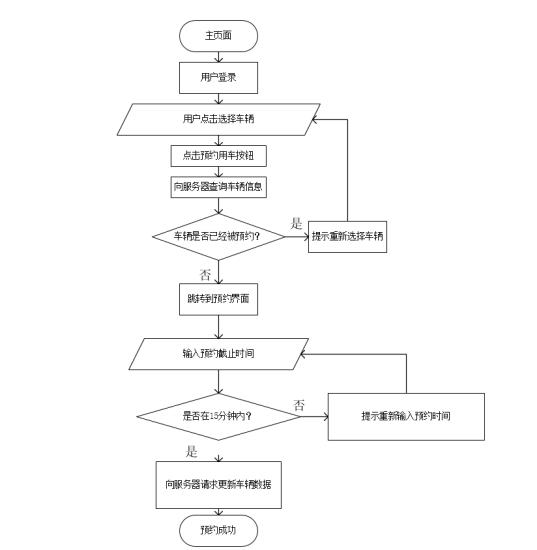 主页面
用户登录
用户点击选择车辆
点击预约用车按钮
向服务器查询车辆信息
车辆是否已经被预约？
是
提示重新选择车辆
否
跳转到预约界面
输入预约截止时间
是否在15分钟内？
否
提示重新输入预约时间
是
向服务器请求更新车辆数据
预约成功